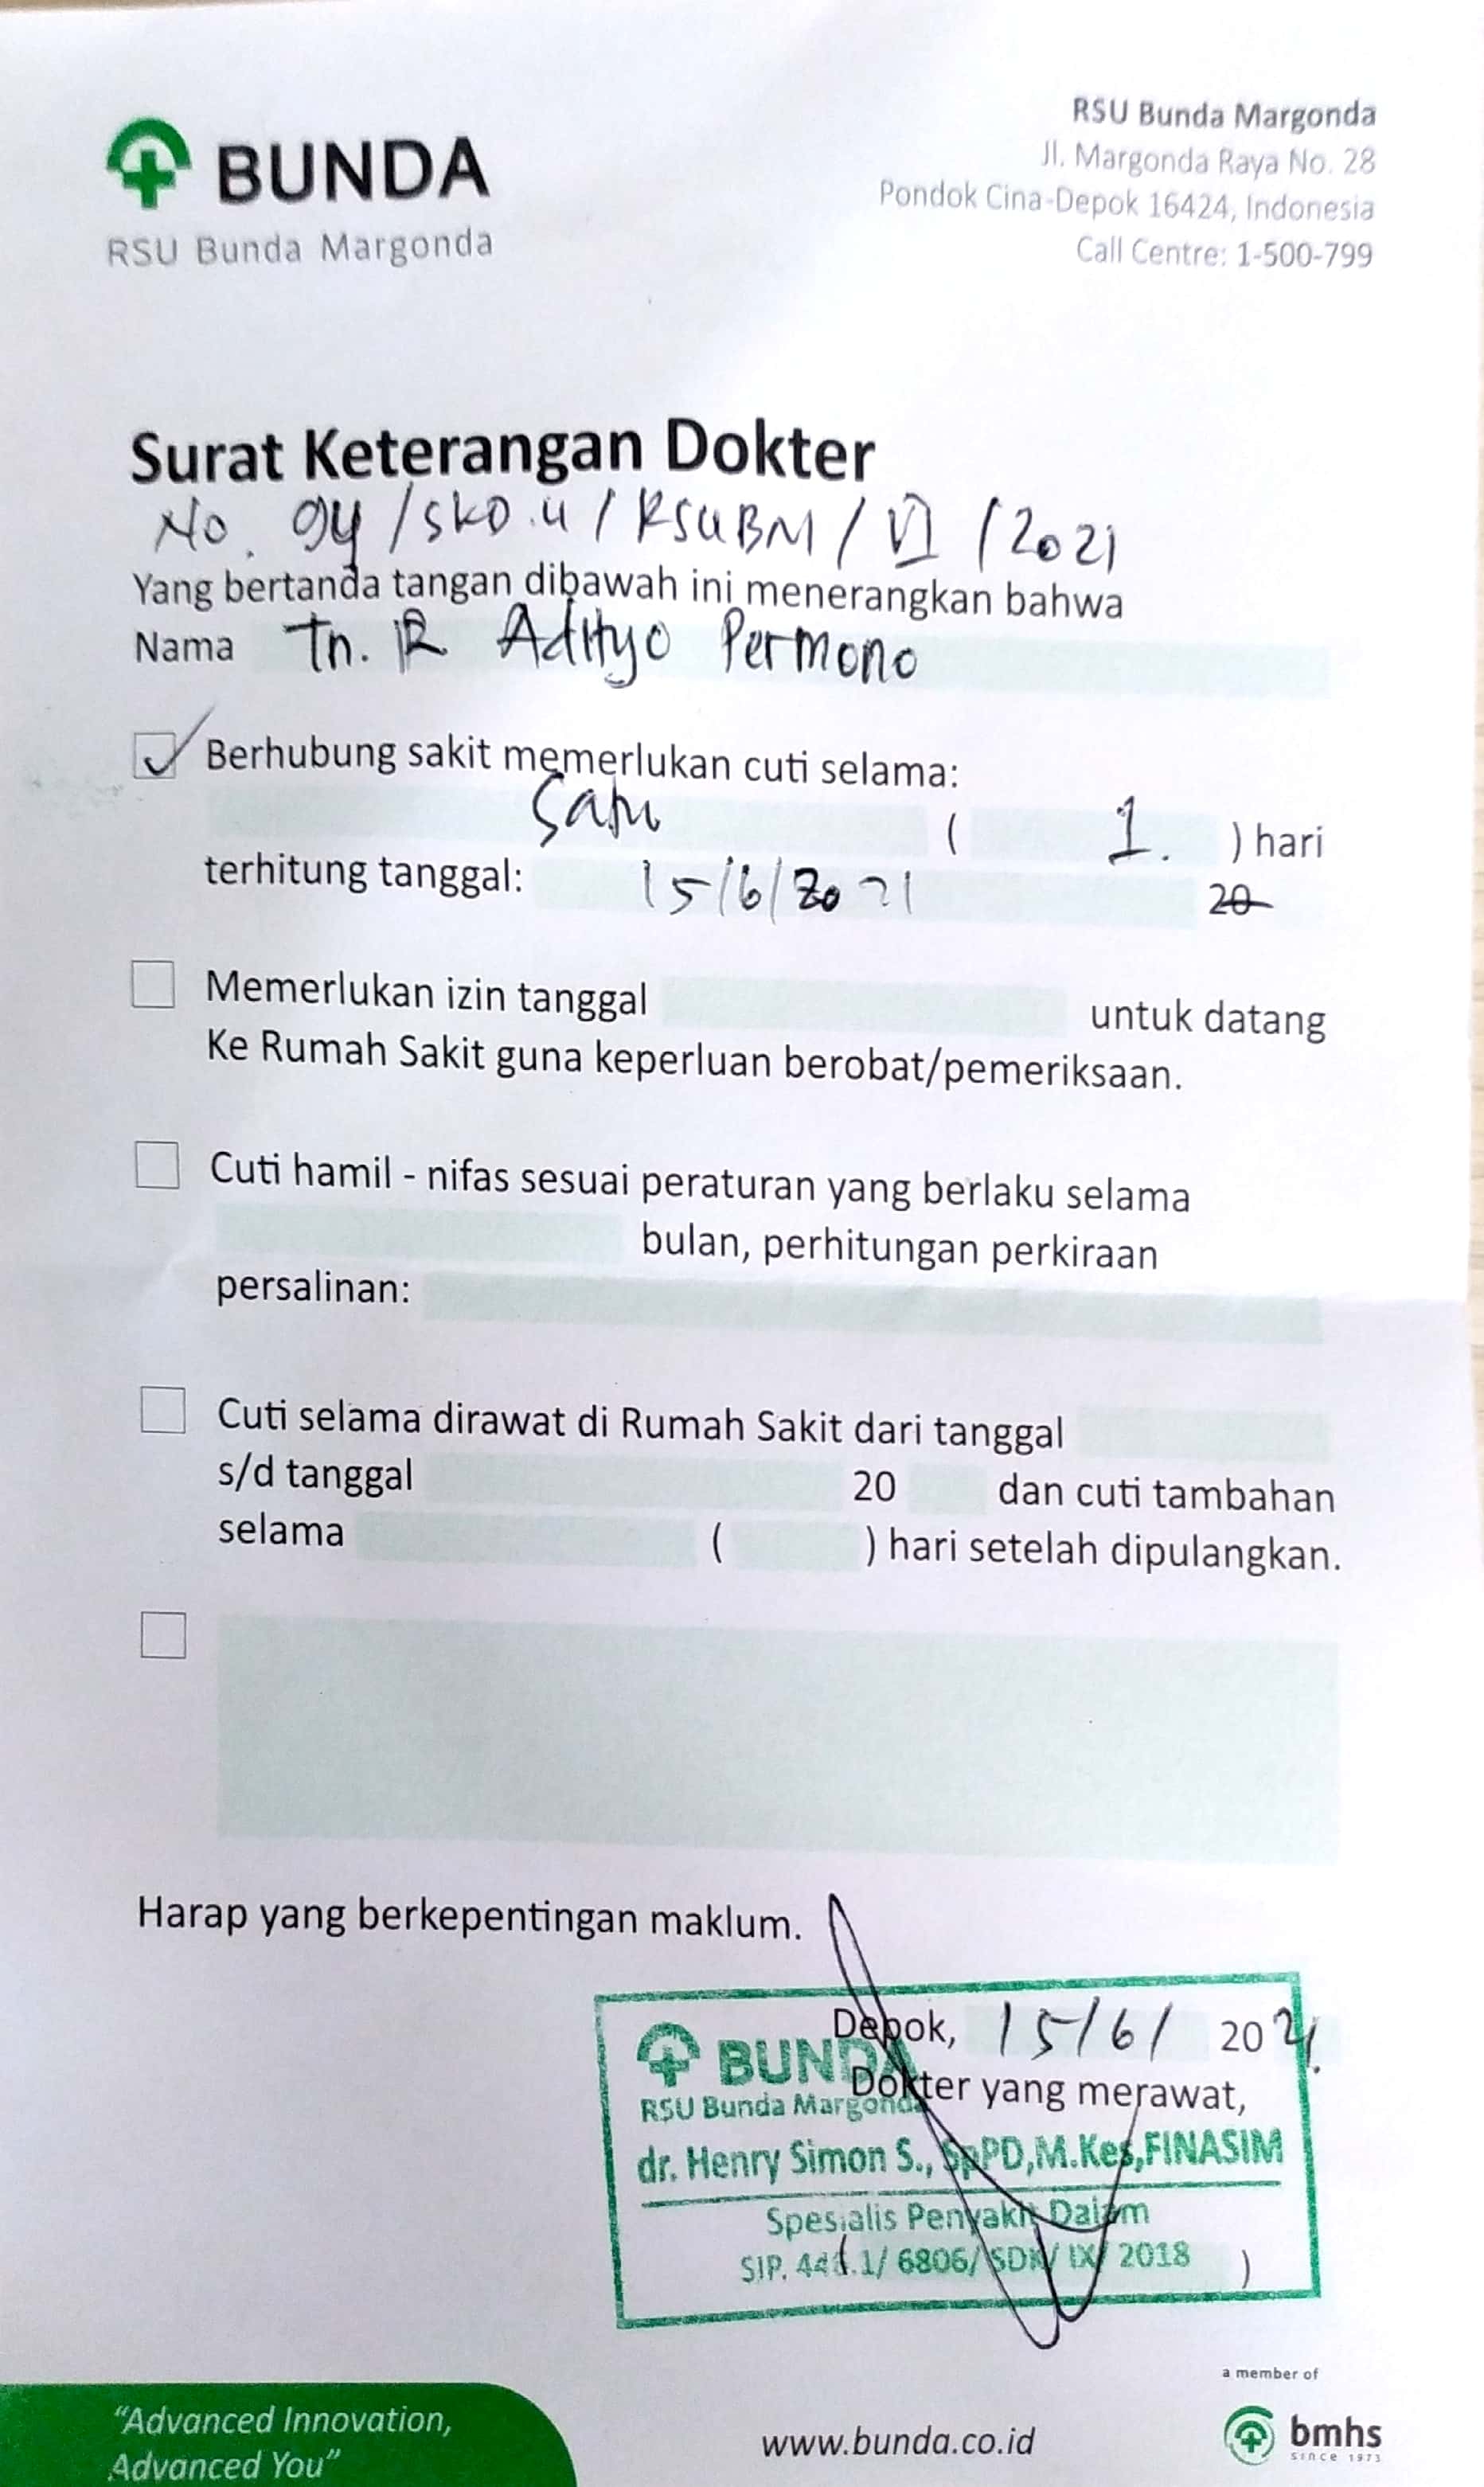 BUNDA
RSU Bunda Margonda
RSU Bunda Margonda
Jl. Margonda Raya No. 28
Pondok Cina-Depok 16424, Indonesia
Call Centre: 1-500-799
Surat Keterangan Dokter
No. 94 /SKD.U / RSUBM / VI / 2021
Yang bertanda tangan dibawah ini menerangkan bahwa
Nama Tn. R Adityo Permono
Berhubung sakit memerlukan cuti selama:
Satu ( 1. ) hari
terhitung tanggal: 15/6/2021 20
Memerlukan izin tanggal untuk datang
Ke Rumah Sakit guna keperluan berobat/pemeriksaan.
Cuti hamil - nifas sesuai peraturan yang berlaku selama
bulan, perhitungan perkiraan
persalinan:
Cuti selama dirawat di Rumah Sakit dari tanggal
s/d tanggal 20 dan cuti tambahan
selama ( ) hari setelah dipulangkan.
Harap yang berkepentingan maklum.
Depok, 15/6/ 2021.
BUNDA
Dokter yang merawat,
RSU Bunda Margonda
dr. Henry Simon S., SpPD,M.Kes,FINASIM
Spesialis Penyakit Dalam
SIP. / 6806/ SDK/ IX/ 2018 )
a member of
"Advanced Innovation,
Advanced You"
www.bunda.co.id
bmhs
SINCE 1973